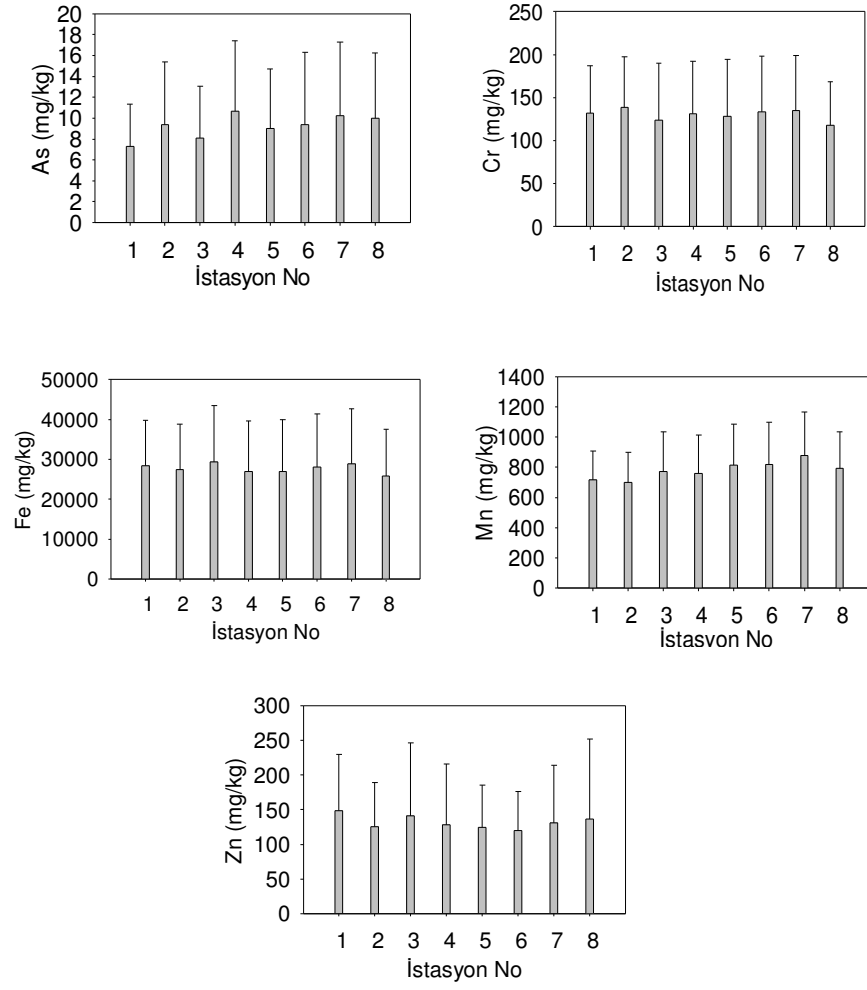 20
18
16
14
12
10
8
6
4
2
0
As (mg/kg)
1 2 3 4 5 6 7 8
İstasyon No
250
200
150
100
50
0
Cr (mg/kg)
1 2 3 4 5 6 7 8
İstasyon No
50000
40000
30000
20000
10000
0
Fe (mg/kg)
1 2 3 4 5 6 7 8
İstasyon No
1400
1200
1000
800
600
400
200
0
Mn (mg/kg)
1 2 3 4 5 6 7 8
İstasyon No
300
250
200
150
100
50
0
Zn (mg/kg)
1 2 3 4 5 6 7 8
İstasyon No